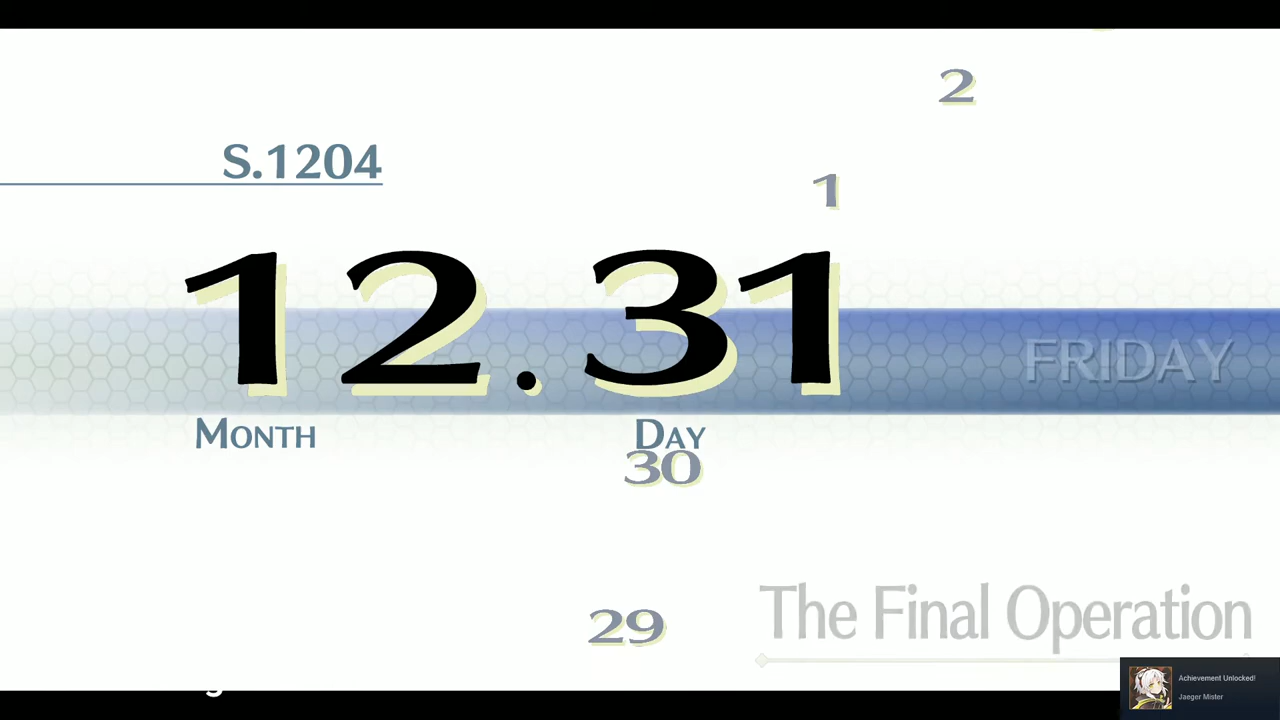 2
S.1204
1
12.31
FRIDAY
MONTH
DAY
30
29
The Final Operation
Achievement Unlocked!
Jaeger Mister